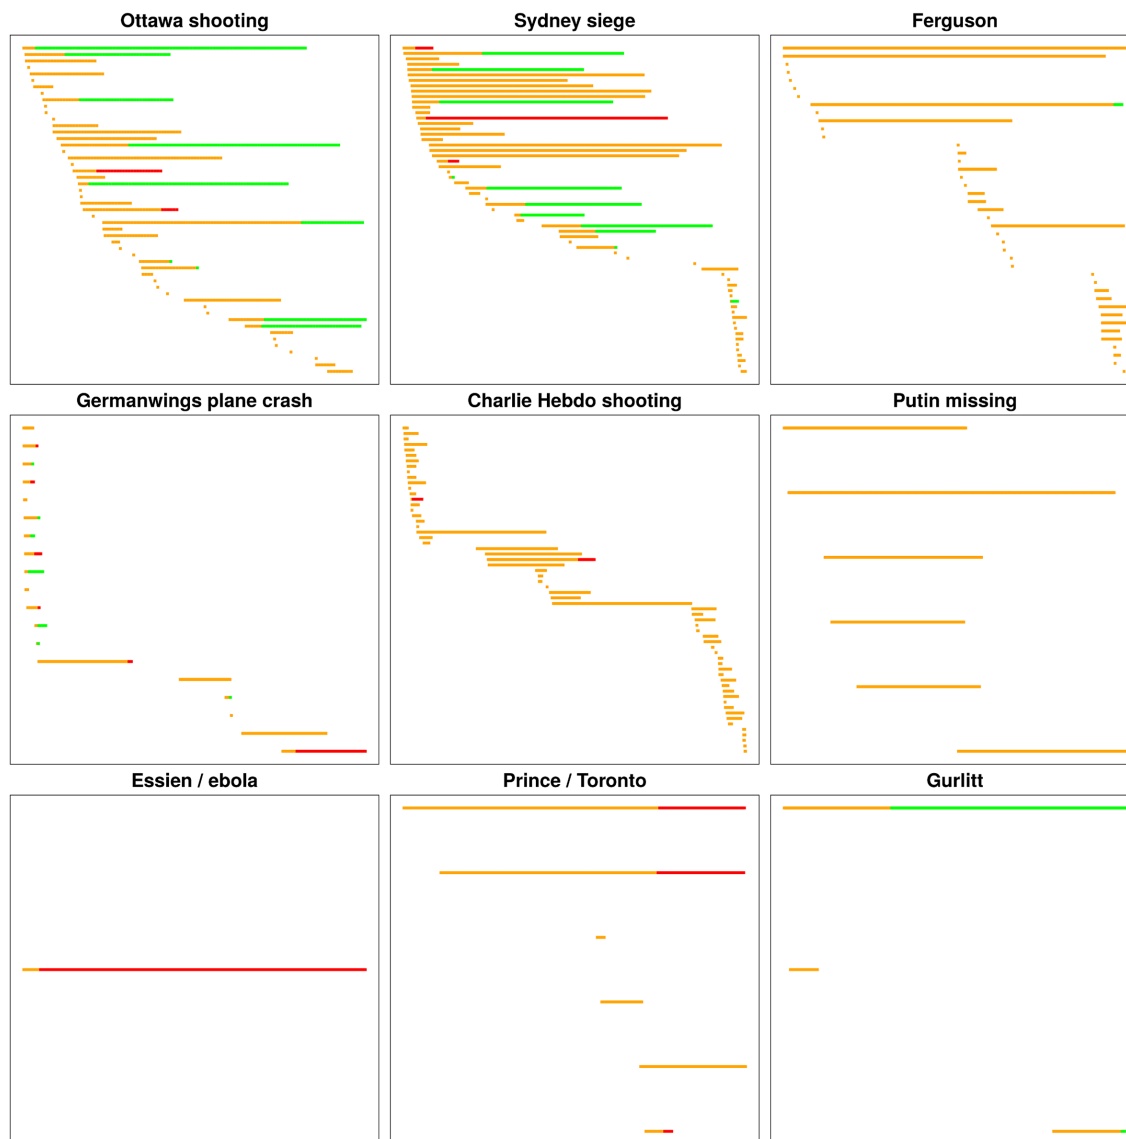 Ottawa shooting
Sydney siege
Ferguson
Germanwings plane crash
Charlie Hebdo shooting
Putin missing
Essien / ebola
Prince / Toronto
Gurlitt